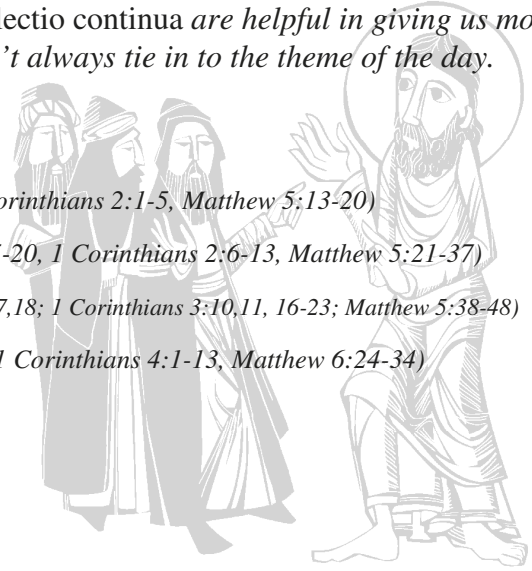 lectio continua are helpful in giving us mo
't always tie in to the theme of the day.
orinthians 2:1-5, Matthew 5:13-20)
-20, 1 Corinthians 2:6-13, Matthew 5:21-37)
7,18; 1 Corinthians 3:10,11, 16-23; Matthew 5:38-48)
1 Corinthians 4:1-13, Matthew 6:24-34)